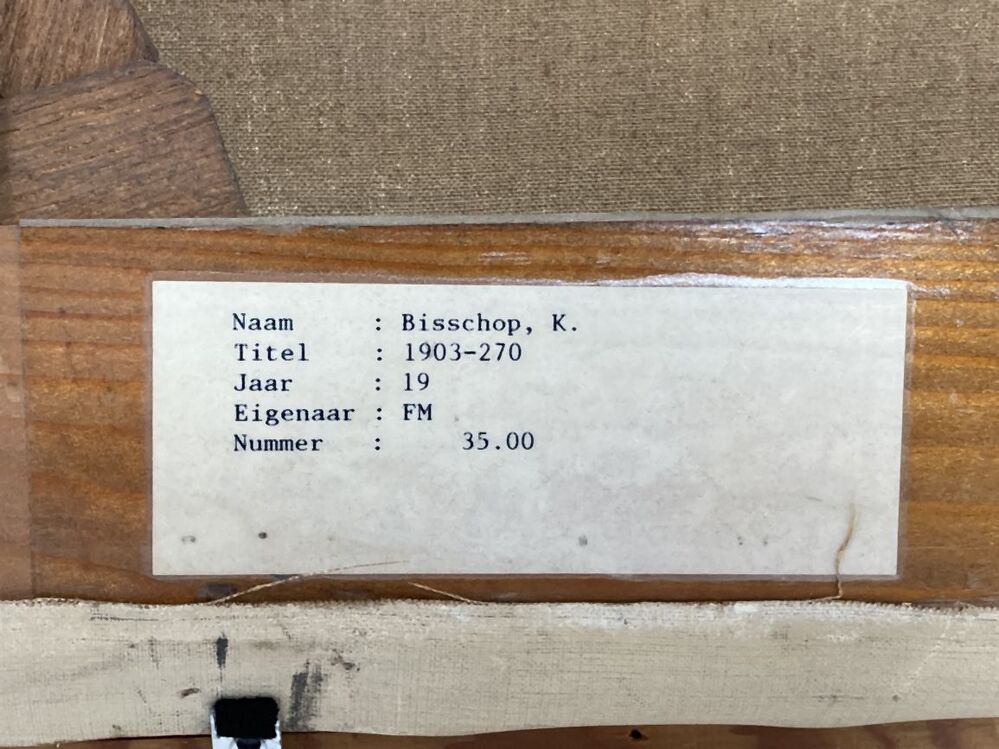 Naam : Bisschop, K.
Titel : 1903-270
Jaar : 19
Eigenaar : FM
Nummer : 35.00